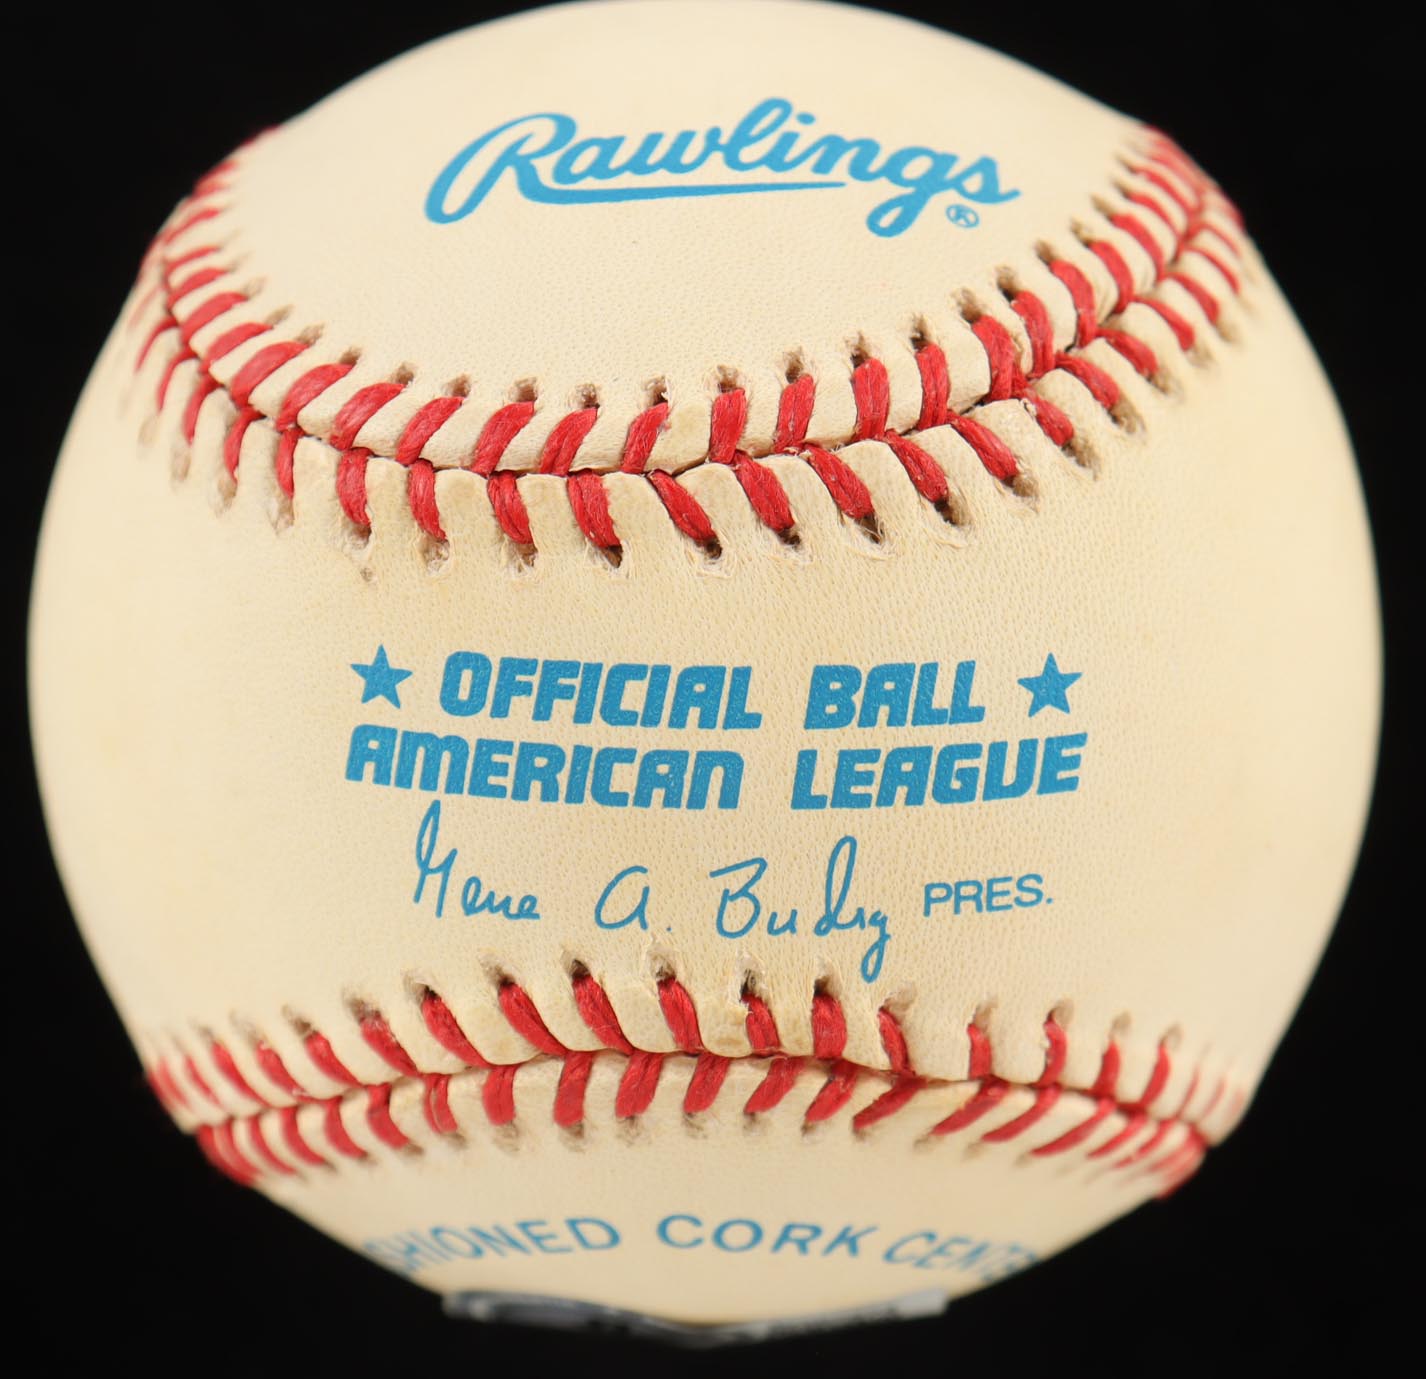 Rawlings®
★ OFFICIAL BALL ★
AMERICAN LEAGUE
Gene A. Budig PRES.
CORK